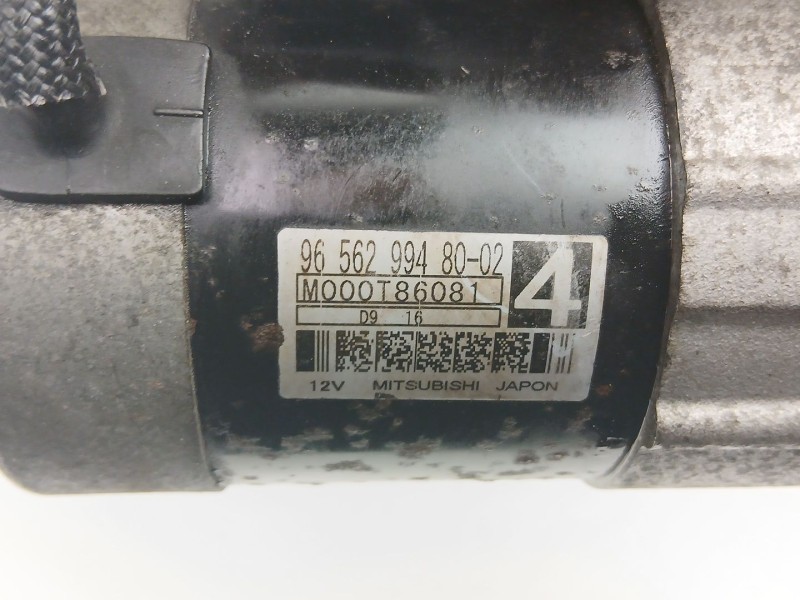 96 562 994 80-02
4
M000T86081
D9 16
12V MITSUBISHI JAPON